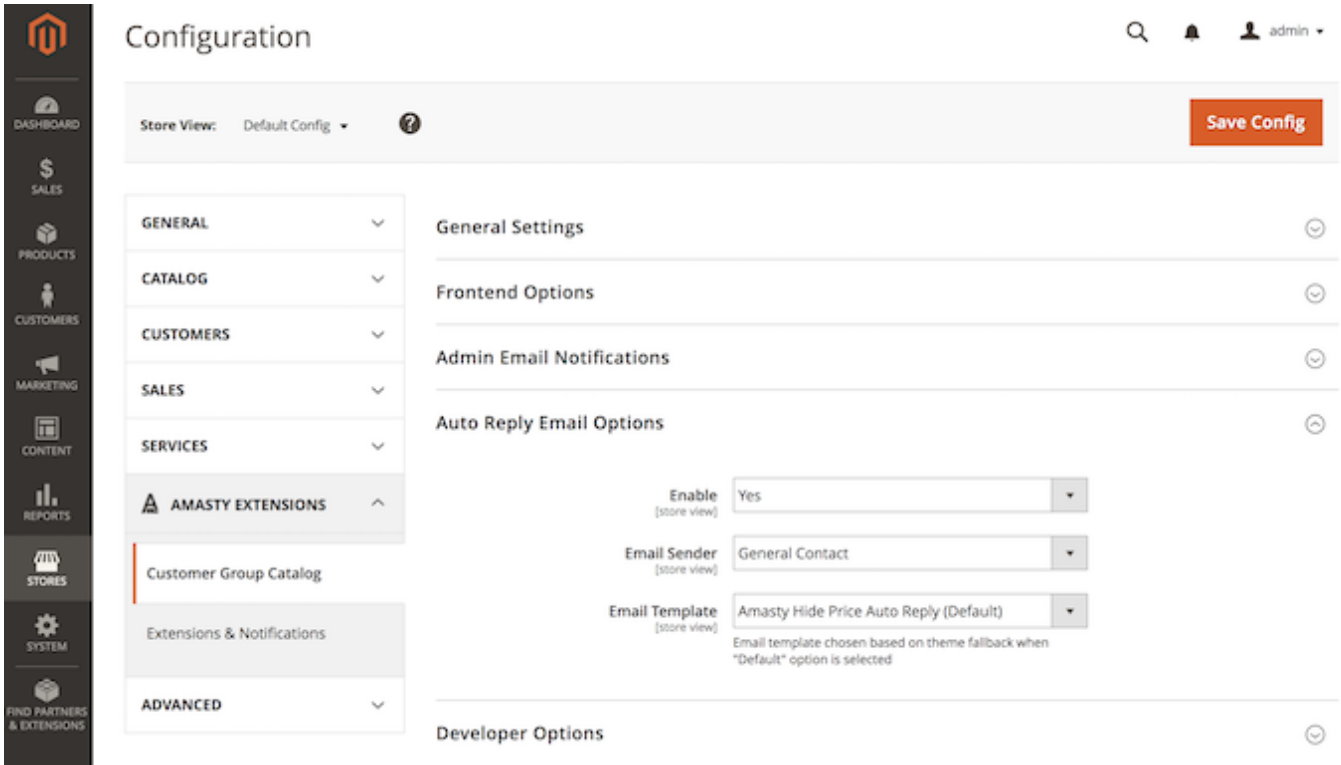 Configuration
admin
DASHBOARD
SALES
PRODUCTS
CUSTOMERS
MARKETING
CONTENT
REPORTS
STORES
SYSTEM
FIND PARTNERS
& EXTENSIONS
Store View: Default Config
?
Save Config
GENERAL
CATALOG
CUSTOMERS
SALES
SERVICES
AMASTY EXTENSIONS
Customer Group Catalog
Extensions & Notifications
ADVANCED
General Settings
Frontend Options
Admin Email Notifications
Auto Reply Email Options
Enable Yes
[store view]
Email Sender General Contact
[store view]
Email Template Amasty Hide Price Auto Reply (Default)
[store view]
Email template chosen based on theme fallback when
"Default" option is selected
Developer Options